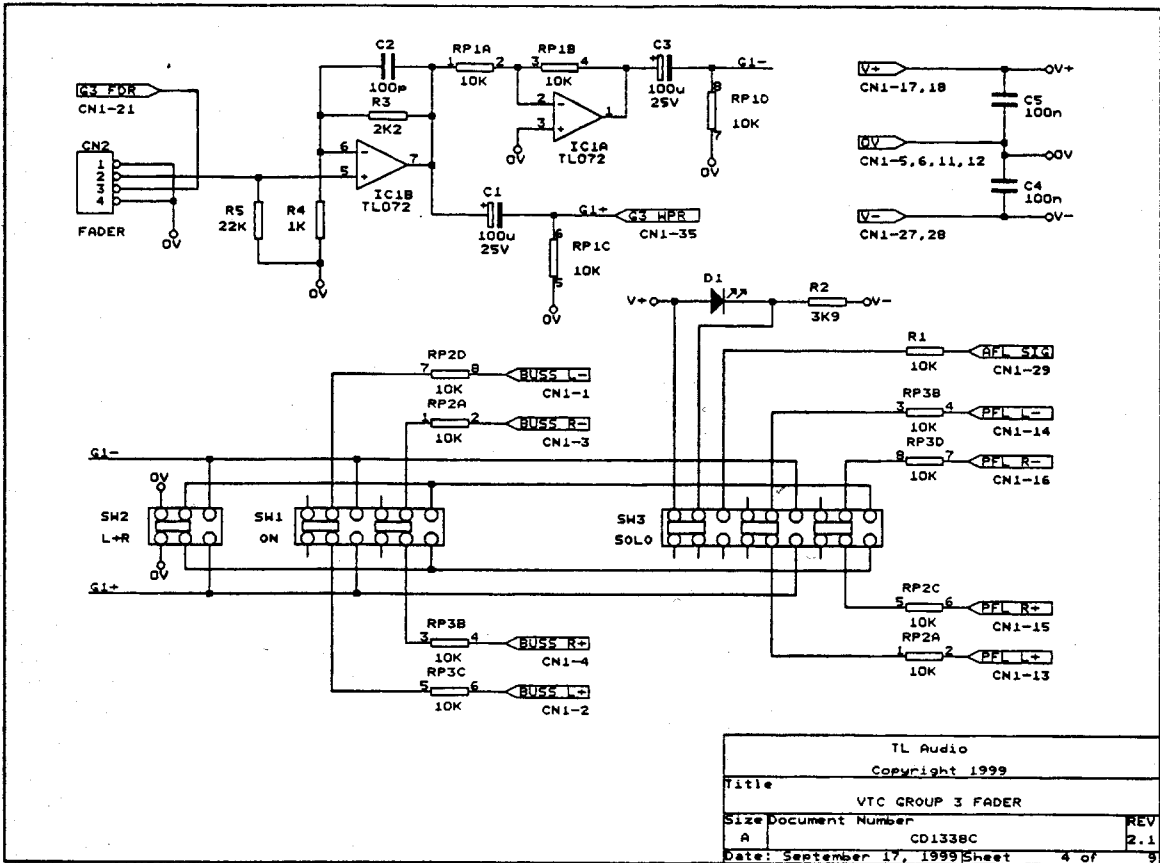 C2
100p
R3
2K2
1 RP1A 2
10K
3 RP1B 4
10K
C3
+
100u
25V
G1-
8
RP1D
10K
7
0V
G3 FDR
CN1-21
CN2
1
2
3
4
FADER
0V
R5
22K
R4
1K
0V
6 -
5 +
7
IC1B
TL072
2 -
3 +
1
IC1A
TL072
0V
C1
+
100u
25V
G1+
G3 WPR
CN1-35
6
RP1C
10K
5
0V
V+
CN1-17,18
0V
CN1-5,6,11,12
V-
CN1-27,28
V+
C5
100n
0V
C4
100n
V-
V+
D1
R2
3K9
V-
R1
10K
AFL SIG
CN1-29
RP3B
3 4
10K
PFL L-
CN1-14
RP3D
8 7
10K
PFL R-
CN1-16
RP2D
7 8
10K
BUSS L-
CN1-1
RP2A
1 2
10K
BUSS R-
CN1-3
G1-
0V
SW2
L+R
0V
SW1
ON
SW3
SOLO
G1+
RP3B
3 4
10K
BUSS R+
CN1-4
RP3C
5 6
10K
BUSS L+
CN1-2
RP2C
5 6
10K
PFL R+
CN1-15
RP2A
1 2
10K
PFL L+
CN1-13
TL Audio
Copyright 1999
Title
VTC GROUP 3 FADER
Size Document Number REV
A CD1338C 2.1
Date: September 17, 1999 Sheet 4 of 9